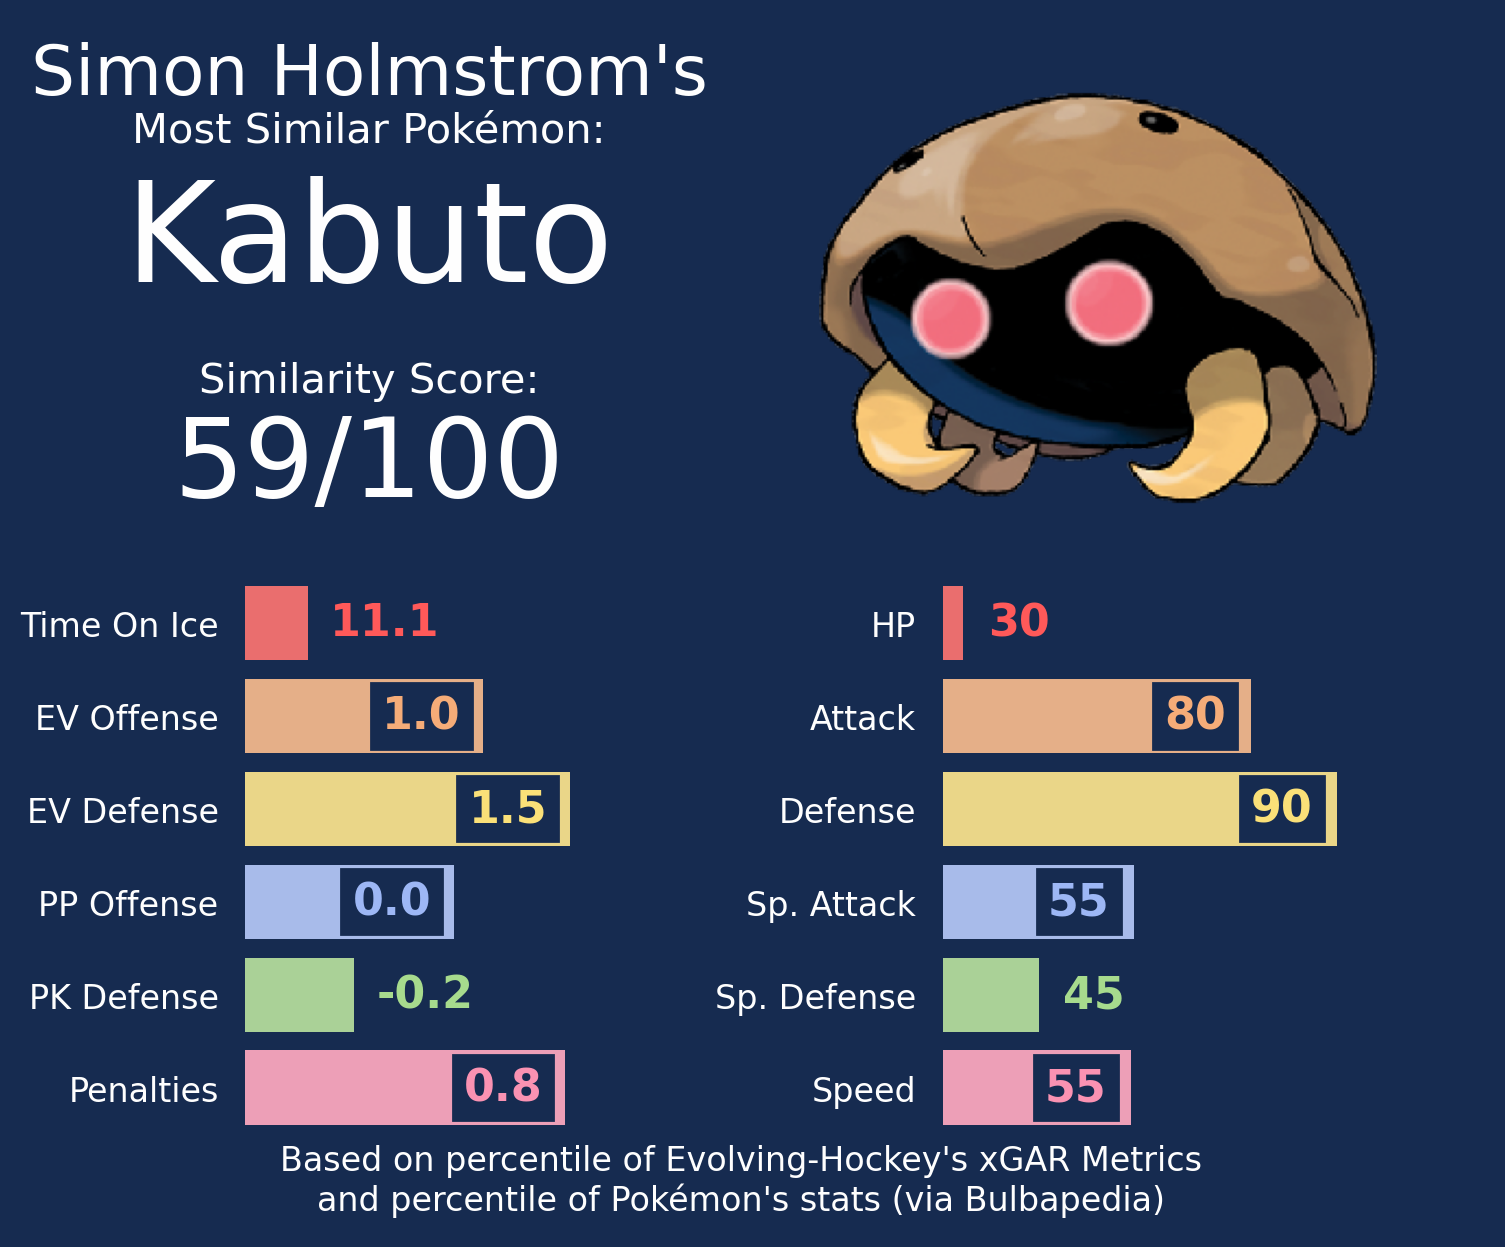 Simon Holmstrom's
Most Similar Pokémon:
Kabuto
Similarity Score:
59/100
Time On Ice 11.1
EV Offense 1.0
EV Defense 1.5
PP Offense 0.0
PK Defense -0.2
Penalties 0.8
HP 30
Attack 80
Defense 90
Sp. Attack 55
Sp. Defense 45
Speed 55
Based on percentile of Evolving-Hockey's xGAR Metrics
and percentile of Pokémon's stats (via Bulbapedia)